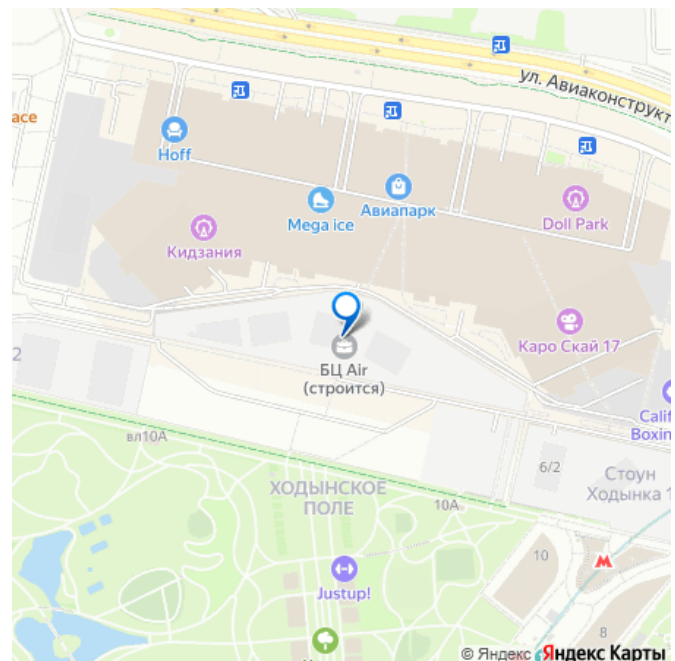 ул. Авиаконструкт
ace
Hoff
Mega ice
Авиапарк
Doll Park
Кидзания
Каро Скай 17
БЦ Air
(строится)
2
Calif
Boxin
вл10А
6/2
Стоун
Ходынка 1
ХОДЫНСКОЕ
ПОЛЕ
10А
10
М
Justup!
8
© Яндекс Яндекс Карты